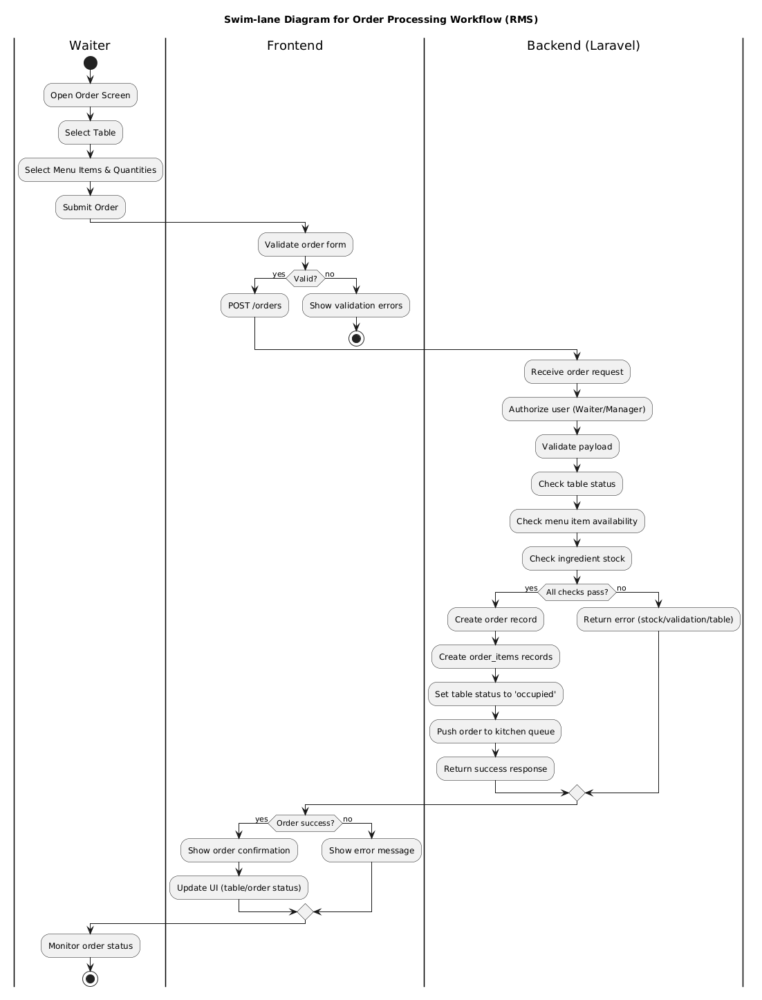 Swim-lane Diagram for Order Processing Workflow (RMS)
Waiter
Frontend
Backend (Laravel)
Open Order Screen
Select Table
Select Menu Items & Quantities
Submit Order
Validate order form
yes
Valid?
no
POST /orders
Show validation errors
Receive order request
Authorize user (Waiter/Manager)
Validate payload
Check table status
Check menu item availability
Check ingredient stock
yes
All checks pass?
no
Create order record
Return error (stock/validation/table)
Create order_items records
Set table status to 'occupied'
Push order to kitchen queue
Return success response
yes
Order success?
no
Show order confirmation
Show error message
Update UI (table/order status)
Monitor order status